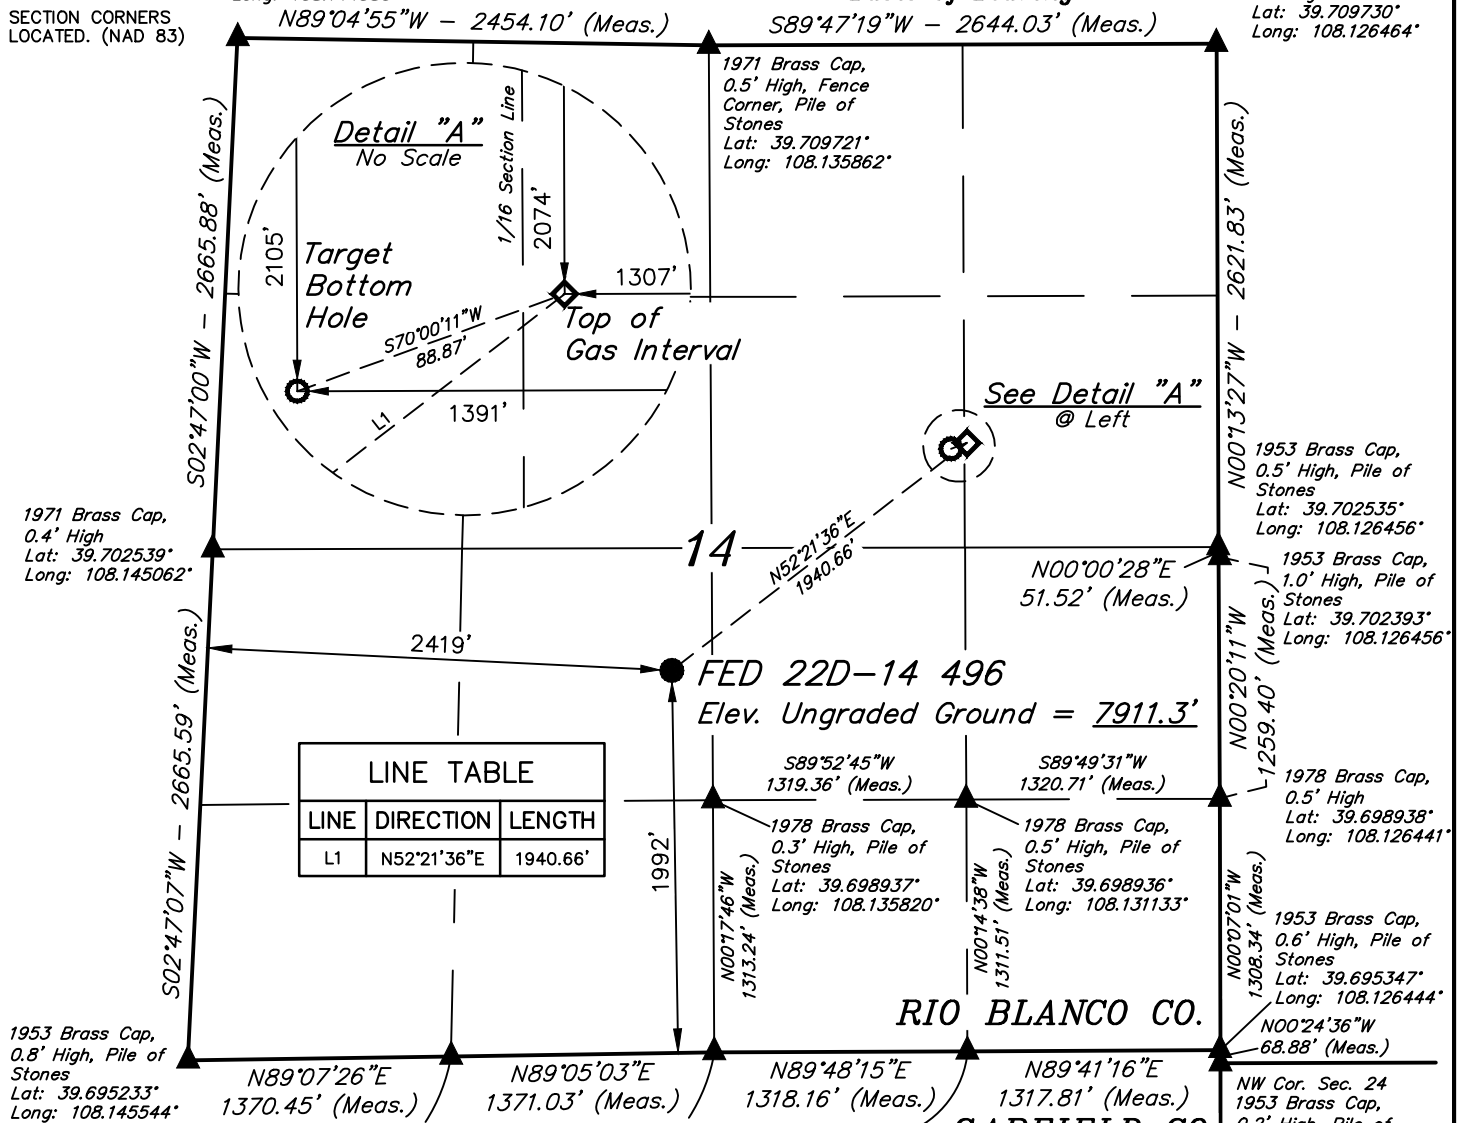 SECTION CORNERS
LOCATED. (NAD 83)
N89°04'55"W - 2454.10' (Meas.)
S89°47'19"W - 2644.03' (Meas.)
Lat: 39.709730°
Long: 108.126464°
1971 Brass Cap,
0.5' High, Fence
Corner, Pile of
Stones
Lat: 39.709721°
Long: 108.135862°
Detail "A"
No Scale
1/16 Section Line
2074'
2105'
Target
Bottom
Hole
1307'
Top of
Gas Interval
S70°00'11"W
88.87'
1391'
L1
S02°47'00"W - 2665.88' (Meas.)
N00°13'27"W - 2621.83' (Meas.)
See Detail "A"
@ Left
1953 Brass Cap,
0.5' High, Pile of
Stones
Lat: 39.702535°
Long: 108.126456°
1971 Brass Cap,
0.4' High
Lat: 39.702539°
Long: 108.145062°
14
N52°21'36"E
1940.66'
N00°00'28"E
51.52' (Meas.)
1953 Brass Cap,
1.0' High, Pile of
Stones
Lat: 39.702393°
Long: 108.126456°
2419'
FED 22D-14 496
Elev. Ungraded Ground = 7911.3'
S02°47'07"W - 2665.59' (Meas.)
N00°20'11"W
1259.40' (Meas.)
LINE TABLE
LINE DIRECTION LENGTH
L1 N52°21'36"E 1940.66'
1992'
S89°52'45"W
1319.36' (Meas.)
S89°49'31"W
1320.71' (Meas.)
1978 Brass Cap,
0.5' High
Lat: 39.698938°
Long: 108.126441°
1978 Brass Cap,
0.3' High, Pile of
Stones
Lat: 39.698937°
Long: 108.135820°
1978 Brass Cap,
0.5' High, Pile of
Stones
Lat: 39.698936°
Long: 108.131133°
N00°17'46"W
1313.24' (Meas.)
N00°14'38"W
1311.51' (Meas.)
N00°07'01"W
1308.34' (Meas.)
1953 Brass Cap,
0.6' High, Pile of
Stones
Lat: 39.695347°
Long: 108.126444°
RIO BLANCO CO.
N00°24'36"W
68.88' (Meas.)
1953 Brass Cap,
0.8' High, Pile of
Stones
Lat: 39.695233°
Long: 108.145544°
N89°07'26"E
1370.45' (Meas.)
N89°05'03"E
1371.03' (Meas.)
N89°48'15"E
1318.16' (Meas.)
N89°41'16"E
1317.81' (Meas.)
NW Cor. Sec. 24
1953 Brass Cap,
0.2' High, Pile of
GARFIELD CO.